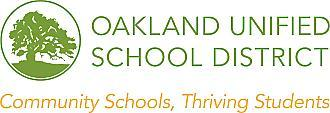 OAKLAND UNIFIED
SCHOOL DISTRICT
Community Schools, Thriving Students